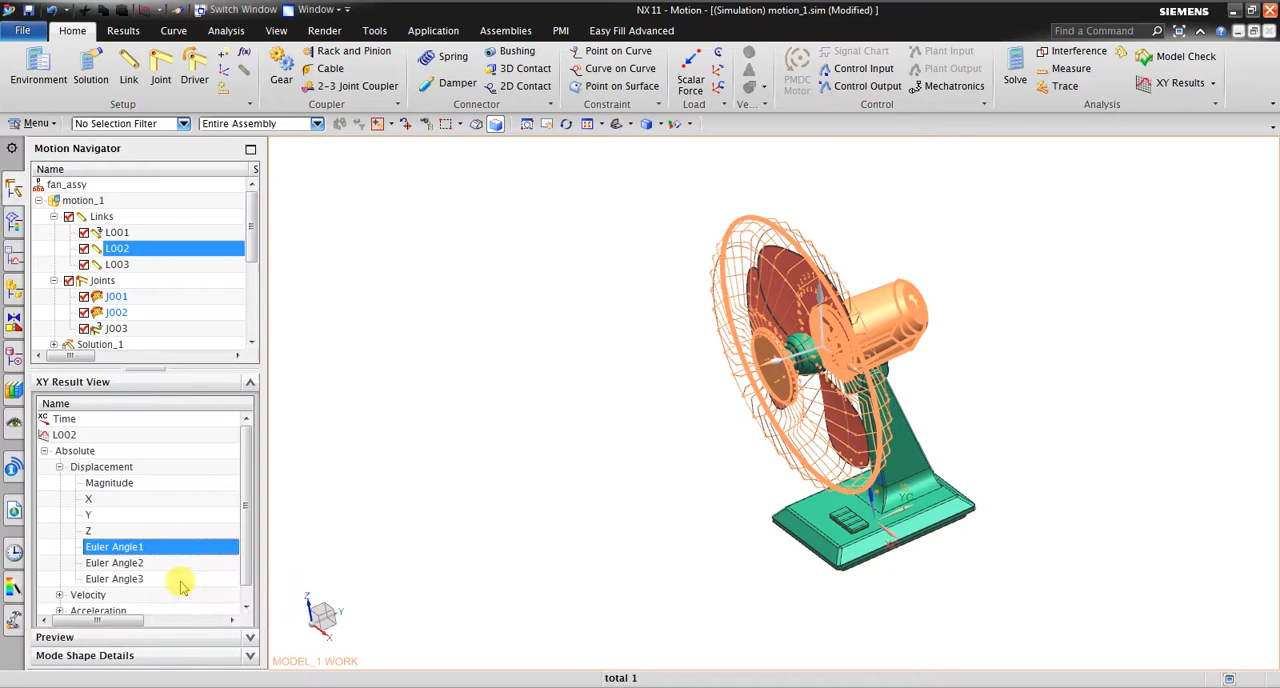 Switch Window Window NX 11 - Motion - [(Simulation) motion_1.sim (Modified) ] SIEMENS
File Home Results Curve Analysis View Render Tools Application Assemblies PMI Easy Fill Advanced Find a Command
Environment Solution Link Joint Driver f(x) Gear Rack and Pinion Spring Bushing Point on Curve Scalar Force Signal Chart Plant Input Solve Interference Model Check
Cable 3D Contact Curve on Curve PMDC Motor Control Input Plant Output Measure
2-3 Joint Coupler Damper 2D Contact Point on Surface Control Output Mechatronics Trace XY Results
Setup Coupler Connector Constraint Load Ve... Control Analysis
Menu No Selection Filter Entire Assembly
Motion Navigator
Name S
fan_assy
motion_1
Links
L001
L002
L003
Joints
J001
J002
J003
Solution_1
XY Result View
Name
XC Time
L002
Absolute
Displacement
Magnitude
X
Y
Z
Euler Angle1
Euler Angle2
Euler Angle3
Velocity
Acceleration
Preview
Mode Shape Details
YC
Z
Y
X
MODEL_1 WORK
total 1